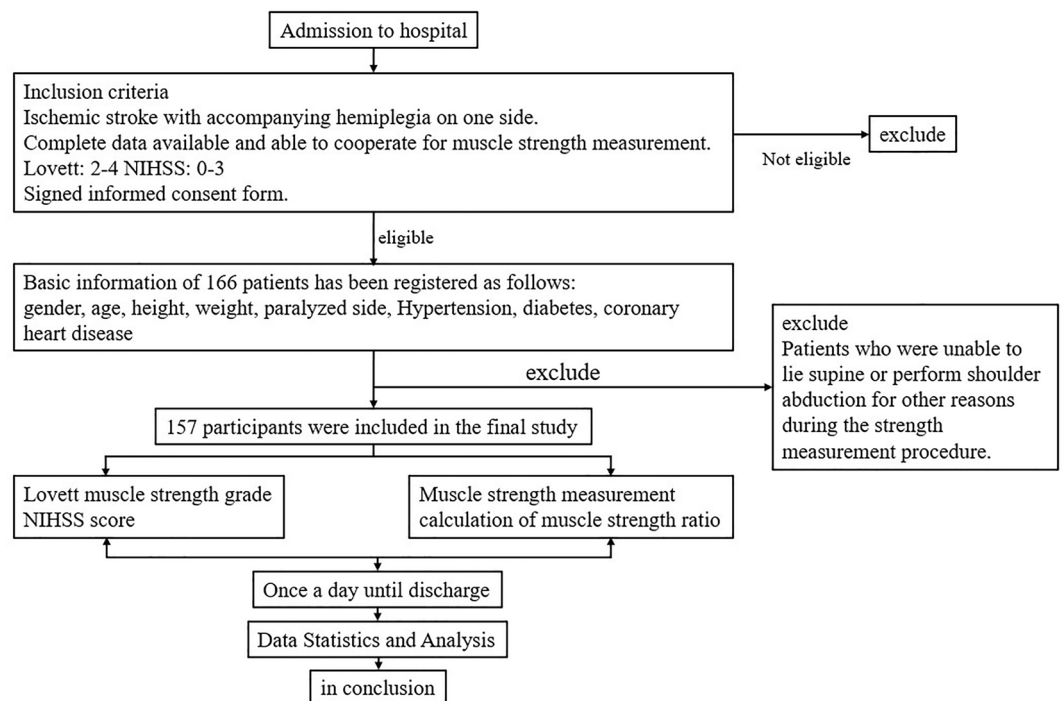 Admission to hospital
Inclusion criteria
Ischemic stroke with accompanying hemiplegia on one side.
Complete data available and able to cooperate for muscle strength measurement.
Lovett: 2-4 NIHSS: 0-3
Signed informed consent form.
Not eligible
exclude
eligible
Basic information of 166 patients has been registered as follows:
gender, age, height, weight, paralyzed side, Hypertension, diabetes, coronary
heart disease
exclude
exclude
Patients who were unable to
lie supine or perform shoulder
abduction for other reasons
during the strength
measurement procedure.
157 participants were included in the final study
Lovett muscle strength grade
NIHSS score
Muscle strength measurement
calculation of muscle strength ratio
Once a day until discharge
Data Statistics and Analysis
in conclusion